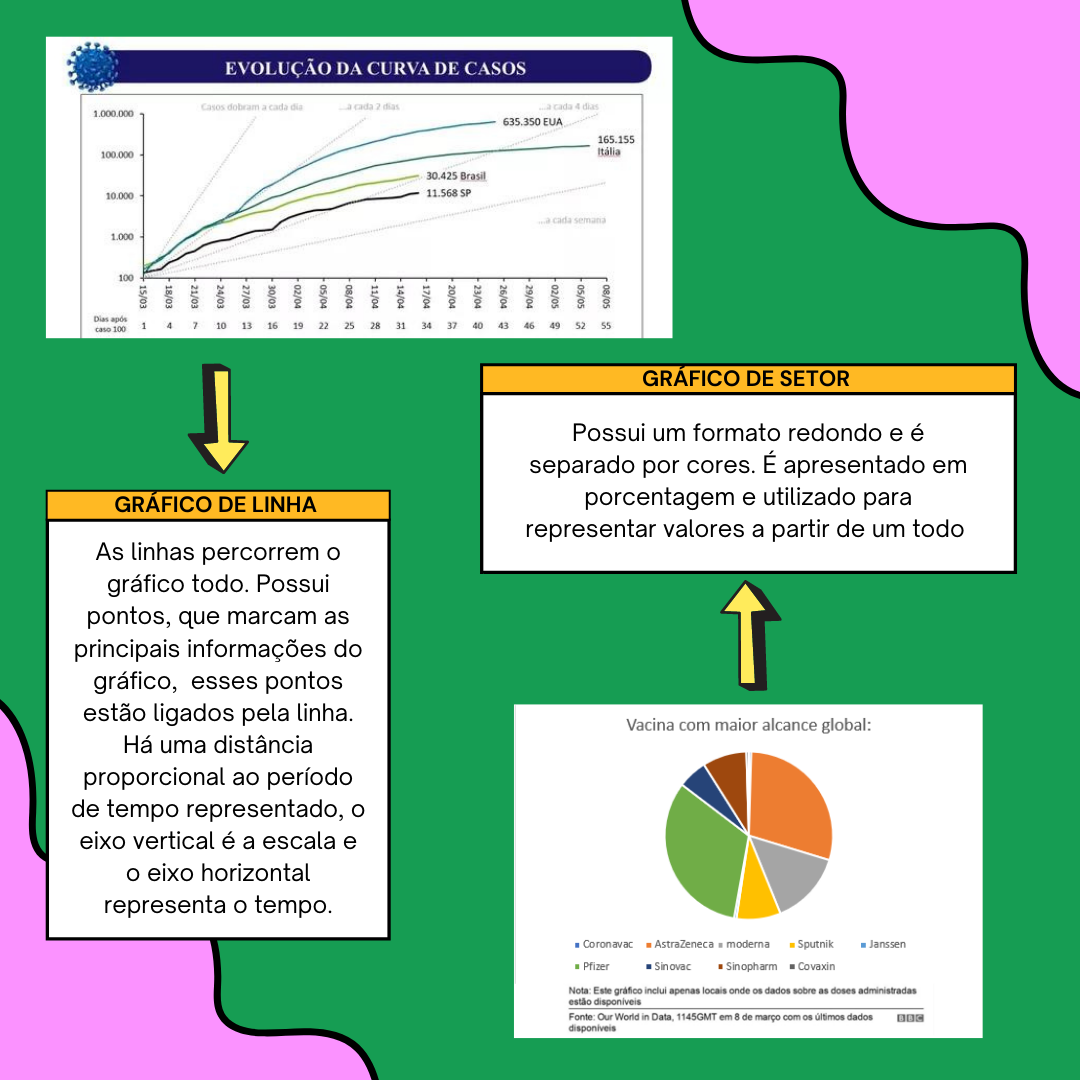 EVOLUÇÃO DA CURVA DE CASOS
Casos dobram a cada dia
...a cada 2 dias
...a cada 4 dias
1.000.000
635.350 EUA
165.155
Itália
100.000
30.425 Brasil
10.000
11.568 SP
...a cada semana
1.000
100
15/03 18/03 21/03 24/03 27/03 30/03 02/04 05/04 08/04 11/04 14/04 17/04 20/04 23/04 26/04 29/04 02/05 05/05 08/05
Dias após
caso 100
1 4 7 10 13 16 19 22 25 28 31 34 37 40 43 46 49 52 55
GRÁFICO DE LINHA
As linhas percorrem o
gráfico todo. Possui
pontos, que marcam as
principais informações do
gráfico, esses pontos
estão ligados pela linha.
Há uma distância
proporcional ao período
de tempo representado, o
eixo vertical é a escala e
o eixo horizontal
representa o tempo.
GRÁFICO DE SETOR
Possui um formato redondo e é
separado por cores. É apresentado em
porcentagem e utilizado para
representar valores a partir de um todo
Vacina com maior alcance global:
Coronavac AstraZeneca moderna Sputnik Janssen
Pfizer Sinovac Sinopharm Covaxin
Nota: Este gráfico inclui apenas locais onde os dados sobre as doses administradas
estão disponíveis
Fonte: Our World in Data, 1145GMT em 8 de março com os últimos dados
disponíveis
BBC